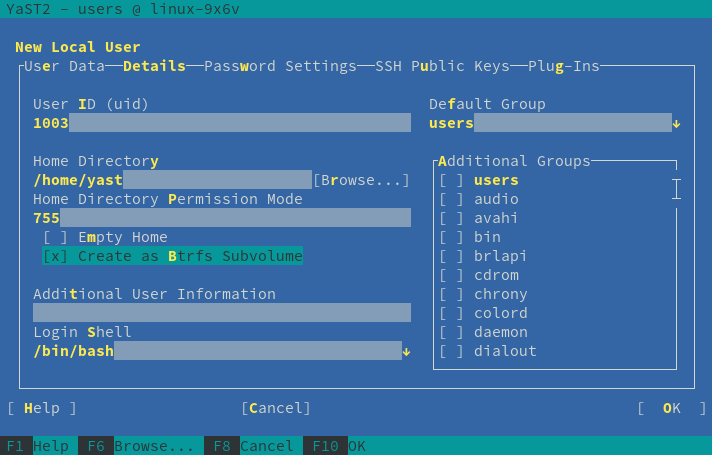 YaST2 - users @ linux-9x6v
New Local User
User Data Details Password Settings SSH Public Keys Plug-Ins
User ID (uid) Default Group
1003 users↓
Home Directory Additional Groups
/home/yast [Browse...] [ ] users
Home Directory Permission Mode [ ] audio
755 [ ] avahi
[ ] Empty Home [ ] bin
[x] Create as Btrfs Subvolume [ ] brlapi
[ ] cdrom
Additional User Information [ ] chrony
[ ] colord
Login Shell [ ] daemon
/bin/bash ↓ [ ] dialout
[ Help ] [Cancel] [ OK ]
F1 Help F6 Browse... F8 Cancel F10 OK